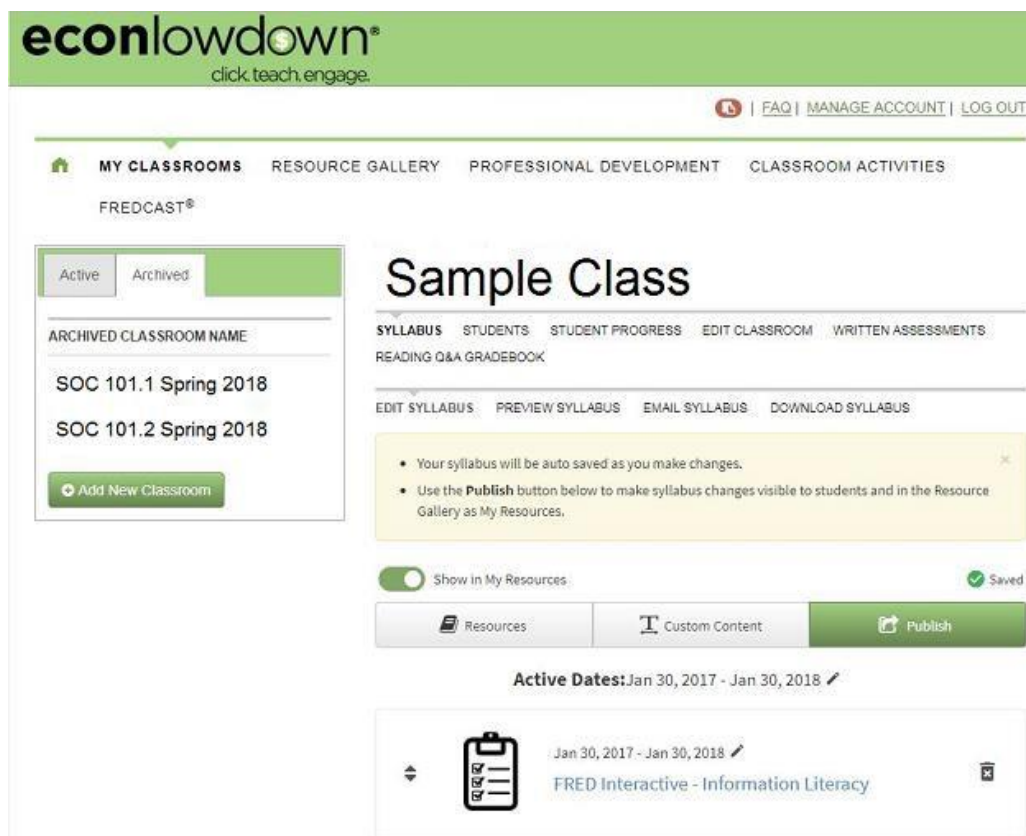 econlowdown®
click. teach. engage.
| FAQ | MANAGE ACCOUNT | LOG OUT
MY CLASSROOMS RESOURCE GALLERY PROFESSIONAL DEVELOPMENT CLASSROOM ACTIVITIES
FREDCAST®
Active Archived
ARCHIVED CLASSROOM NAME
SOC 101.1 Spring 2018
SOC 101.2 Spring 2018
Add New Classroom
Sample Class
SYLLABUS STUDENTS STUDENT PROGRESS EDIT CLASSROOM WRITTEN ASSESSMENTS
READING Q&A GRADEBOOK
EDIT SYLLABUS PREVIEW SYLLABUS EMAIL SYLLABUS DOWNLOAD SYLLABUS
• Your syllabus will be auto saved as you make changes.
• Use the Publish button below to make syllabus changes visible to students and in the Resource
Gallery as My Resources.
Show in My Resources Saved
Resources Custom Content Publish
Active Dates:Jan 30, 2017 - Jan 30, 2018
Jan 30, 2017 - Jan 30, 2018
FRED Interactive - Information Literacy